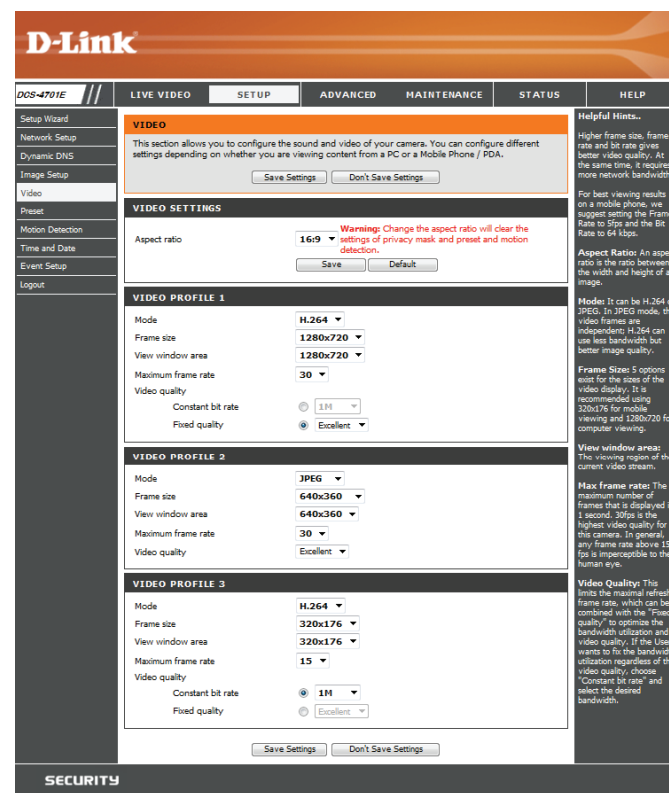 D-Link
DCS-4701E
LIVE VIDEO SETUP ADVANCED MAINTENANCE STATUS HELP
Setup Wizard
Network Setup
Dynamic DNS
Image Setup
Video
Preset
Motion Detection
Time and Date
Event Setup
Logout
VIDEO
This section allows you to configure the sound and video of your camera. You can configure different
settings depending on whether you are viewing content from a PC or a Mobile Phone / PDA.
Save Settings Don't Save Settings
VIDEO SETTINGS
Aspect ratio 16:9 Warning: Change the aspect ratio will clear the
settings of privacy mask and preset and motion
detection.
Save Default
VIDEO PROFILE 1
Mode H.264
Frame size 1280x720
View window area 1280x720
Maximum frame rate 30
Video quality
Constant bit rate 1M
Fixed quality Excellent
VIDEO PROFILE 2
Mode JPEG
Frame size 640x360
View window area 640x360
Maximum frame rate 30
Video quality Excellent
VIDEO PROFILE 3
Mode H.264
Frame size 320x176
View window area 320x176
Maximum frame rate 15
Video quality
Constant bit rate 1M
Fixed quality Excellent
Save Settings Don't Save Settings
Helpful Hints..
Higher frame size, frame
rate and bit rate gives
better video quality. At
the same time, it requires
more network bandwidth
For best viewing results
on a mobile phone, we
suggest setting the Frame
Rate to 5fps and the Bit
Rate to 64 kbps.
Aspect Ratio: An
ratio is the ratio between
the width and height of
image.
Mode: It can be H.264
JPEG. In JPEG mode,
video frames are
independent; H.264 can
use less bandwidth but
better image quality.
Frame Size: 5 options
exist for the sizes of the
video display. It is
recommended using
320x176 for mobile
viewing and 1280x720
computer viewing.
View window area:
The viewing region of the
current video stream.
Max frame rate: The
maximum number of
frames that is displayed
1 second. 30fps is the
highest video quality for
this camera. In general,
any frame rate above 15
fps is imperceptible to the
human eye.
Video Quality: This
limits the maximal refresh
frame rate, which can be
combined with the "Fixed
quality" to optimize the
bandwidth utilization and
video quality. If the User
wants to fix the
utilization regardless of
video quality, choose
"Constant bit rate" and
select the desired
bandwidth.
SECURITY